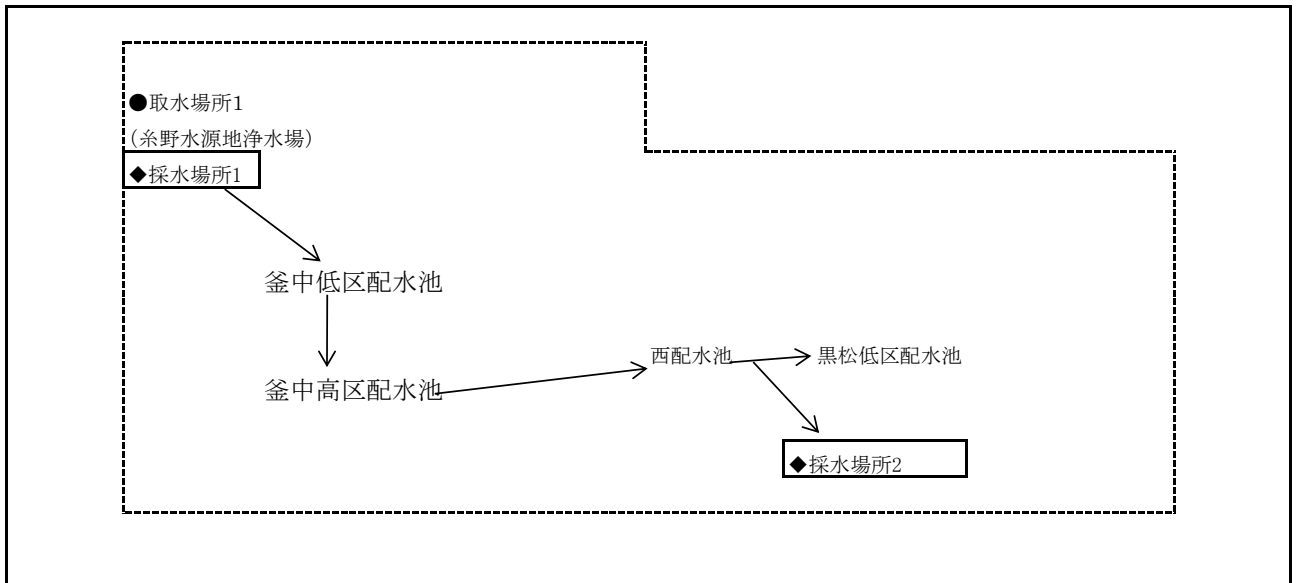 ●取水場所1
(糸野水源地浄水場)
◆採水場所1
釜中低区配水池
釜中高区配水池
西配水池
黒松低区配水池
◆採水場所2